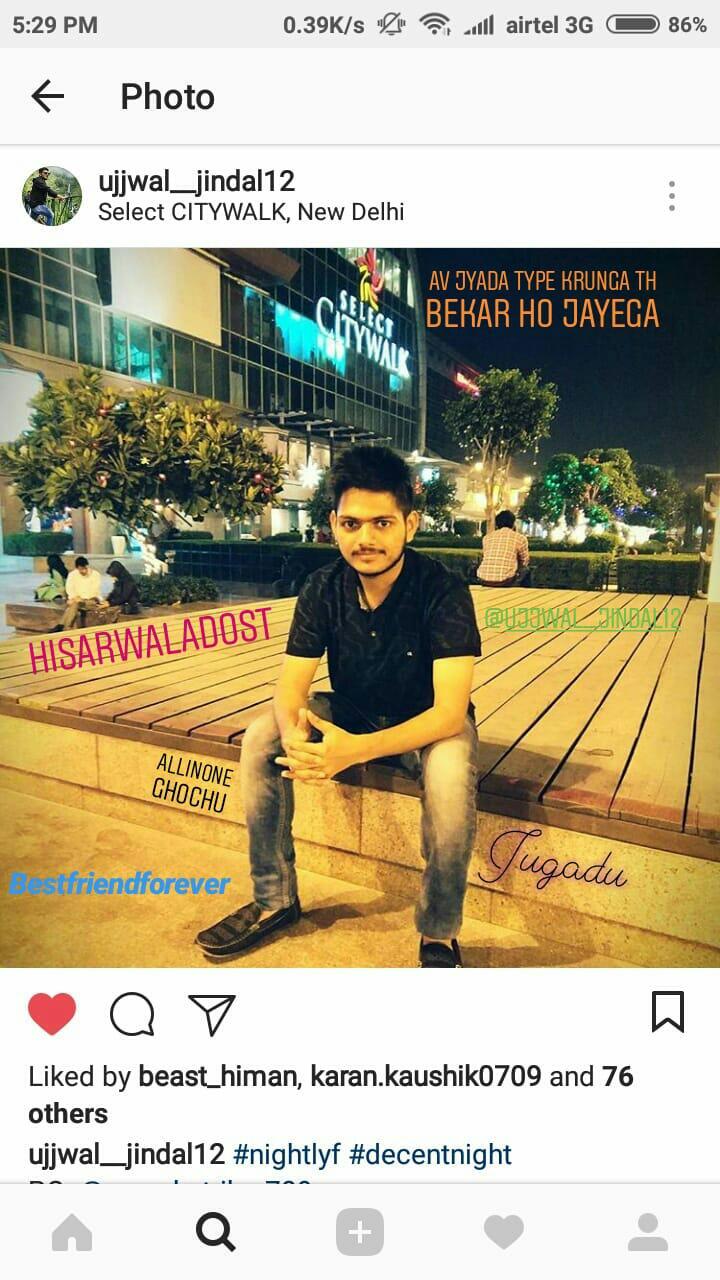 5:29 PM
0.39K/s
airtel 3G
86%
Photo
ujjwal__jindal12
Select CITYWALK, New Delhi
AV JYADA TYPE KRUNGA TH
BEKAR HO JAYEGA
SELECT
CITYWALK
@UJJWAL__JINDAL12
HISARWALADOST
ALLINONE
GHOCHU
Jugadu
Bestfriendforever
Liked by beast_himan, karan.kaushik0709 and 76
others
ujjwal__jindal12 #nightlyf #decentnight